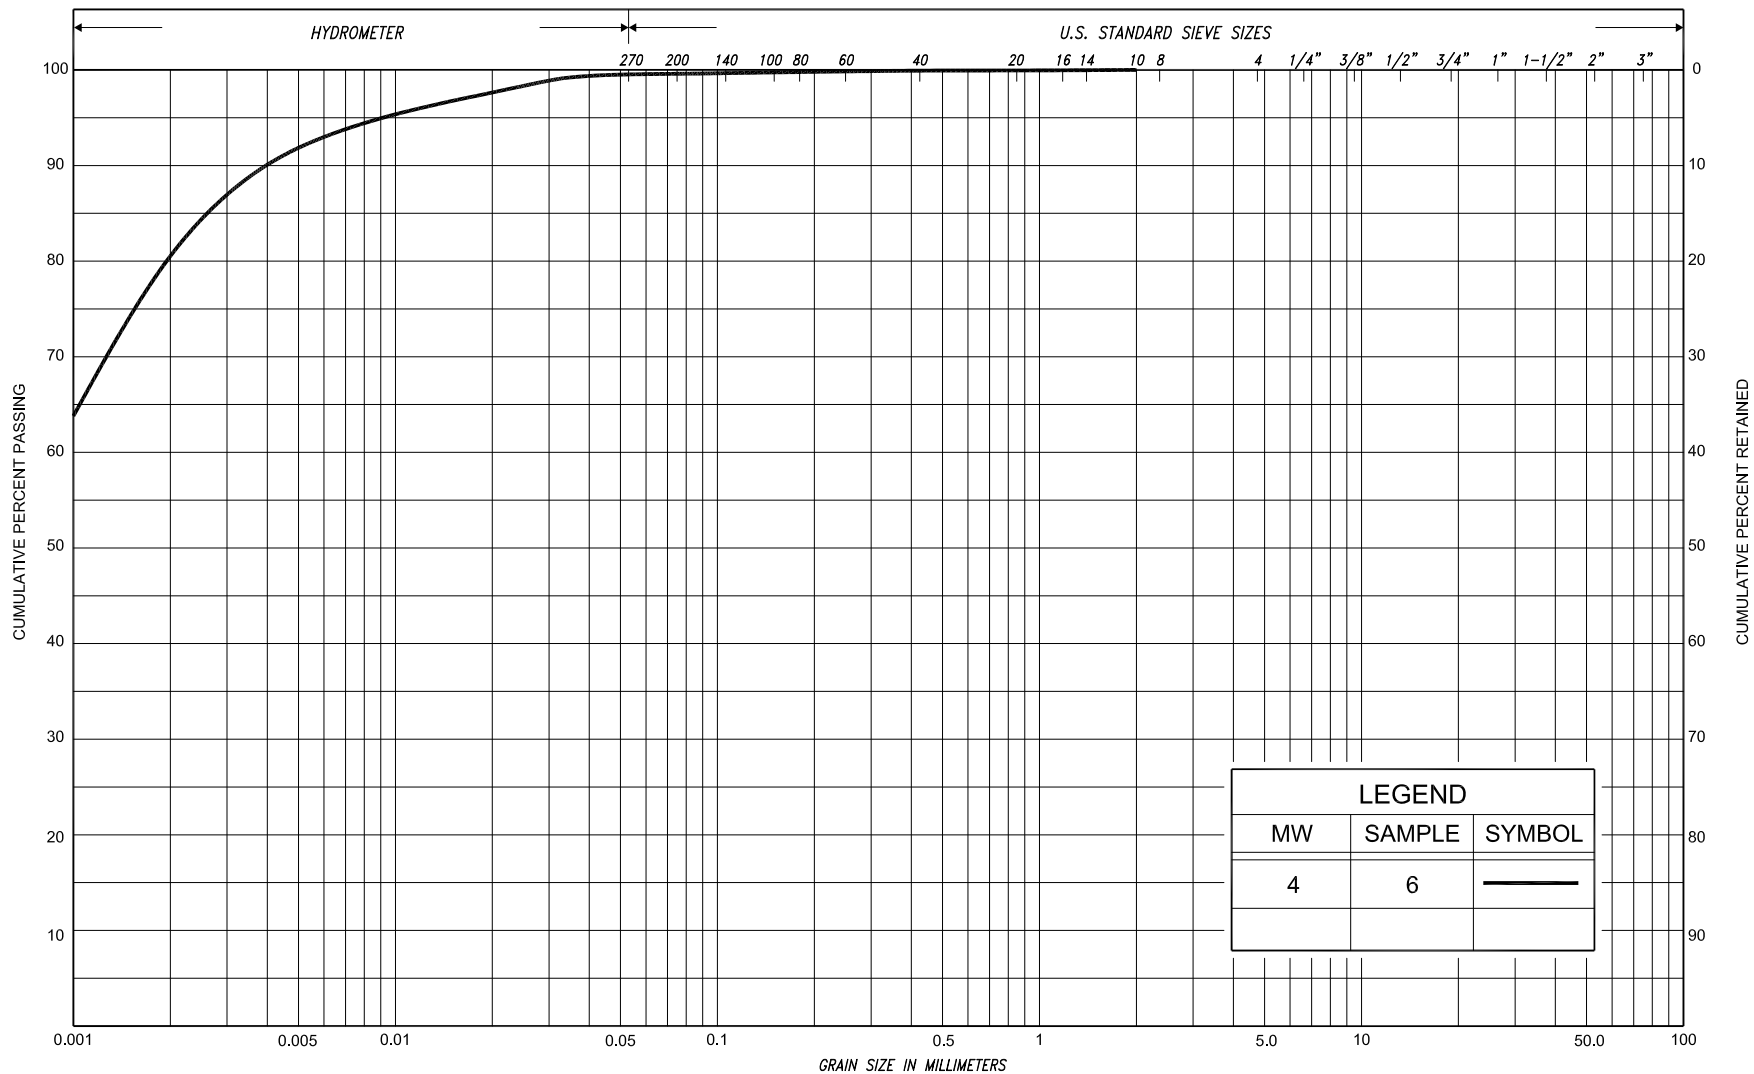 HYDROMETER
U.S. STANDARD SIEVE SIZES
270 200 140 100 80 60 40 20 16 14 10 8 4 1/4" 3/8" 1/2" 3/4" 1" 1-1/2" 2" 3"
100 0
90 10
80 20
70 30
60 40
50 50
40 60
30 70
20 80
10 90
CUMULATIVE PERCENT PASSING
CUMULATIVE PERCENT RETAINED
LEGEND
MW SAMPLE SYMBOL
4 6
0.001 0.005 0.01 0.05 0.1 0.5 1 5.0 10 50.0 100
GRAIN SIZE IN MILLIMETERS